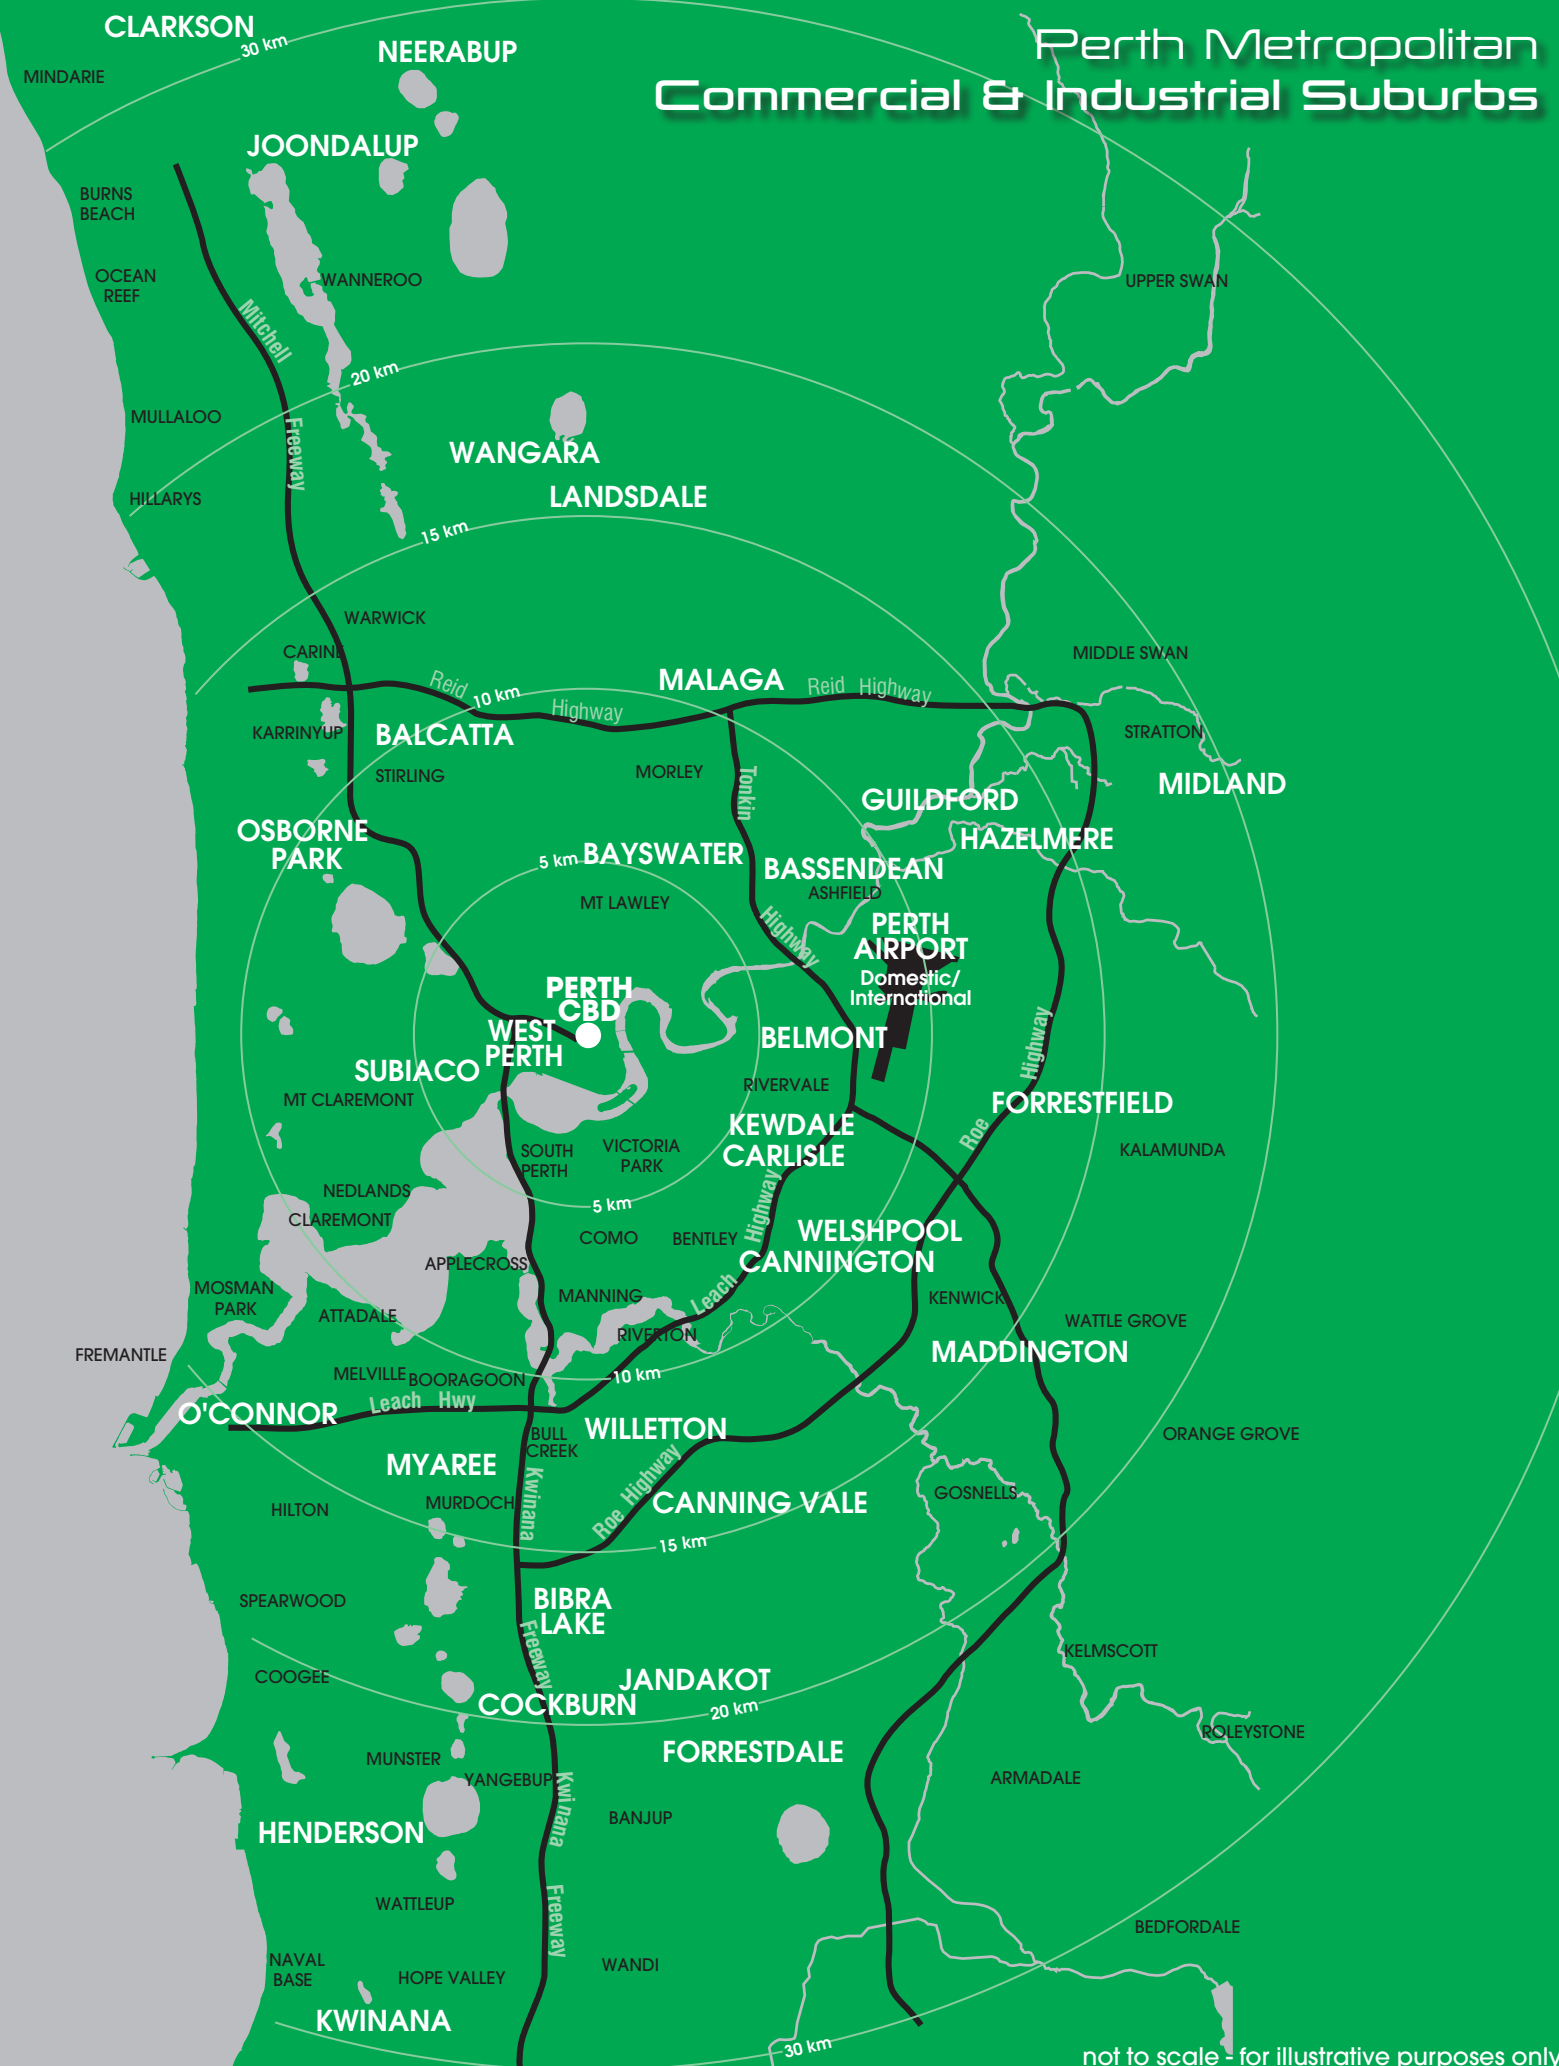 Perth Metropolitan
Commercial & Industrial Suburbs
CLARKSON
30 km
NEERABUP
MINDARIE
JOONDALUP
BURNS
BEACH
OCEAN
REEF
WANNEROO
UPPER SWAN
Mitchell
20 km
MULLALOO
Freeway
WANGARA
HILLARYS
LANDSDALE
15 km
WARWICK
CARINE
MIDDLE SWAN
MALAGA
Reid
10 km
Highway
Reid Highway
KARRINYUP
BALCATTA
STRATTON
STIRLING
MORLEY
Tonkin
MIDLAND
GUILDFORD
OSBORNE
PARK
HAZELMERE
5 km
BAYSWATER
BASSENDEAN
ASHFIELD
MT LAWLEY
Highway
PERTH
AIRPORT
Domestic/
International
PERTH
CBD
WEST
PERTH
BELMONT
Highway
SUBIACO
RIVERVALE
MT CLAREMONT
FORRESTFIELD
KEWDALE
CARLISLE
Roe
KALAMUNDA
SOUTH
PERTH
VICTORIA
PARK
NEDLANDS
5 km
Highway
CLAREMONT
COMO
BENTLEY
WELSHPOOL
CANNINGTON
APPLECROSS
MOSMAN
PARK
MANNING
Leach
KENWICK
ATTADALE
RIVERTON
WATTLE GROVE
FREMANTLE
MADDINGTON
MELVILLE
BOORAGOON
10 km
Leach Hwy
O'CONNOR
WILLETTON
BULL
CREEK
ORANGE GROVE
MYAREE
Kwinana
Roe Highway
HILTON
MURDOCH
CANNING VALE
GOSNELLS
15 km
SPEARWOOD
BIBRA
LAKE
Freeway
KELMSCOTT
COOGEE
JANDAKOT
COCKBURN
20 km
ROLEYSTONE
MUNSTER
FORRESTDALE
YANGEBUP
Kwinana
ARMADALE
BANJUP
HENDERSON
WATTLEUP
Freeway
BEDFORDALE
NAVAL
BASE
HOPE VALLEY
WANDI
KWINANA
30 km
not to scale - for illustrative purposes only